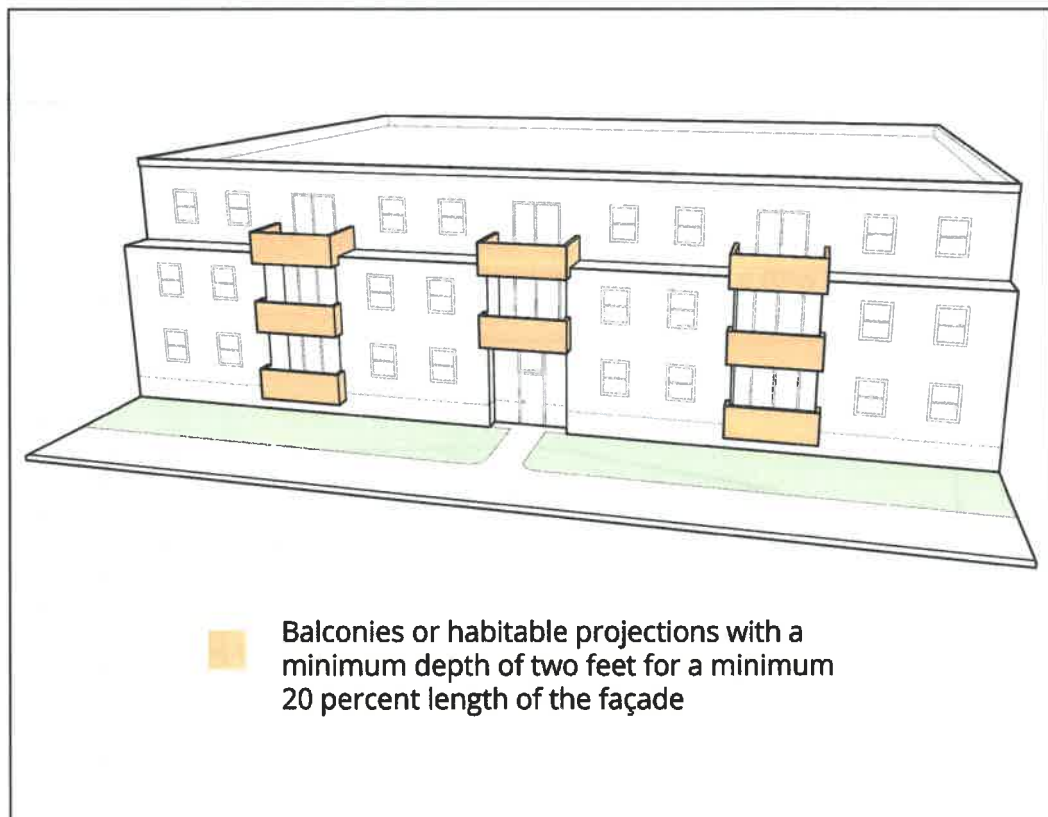 Balconies or habitable projections with a
minimum depth of two feet for a minimum
20 percent length of the façade